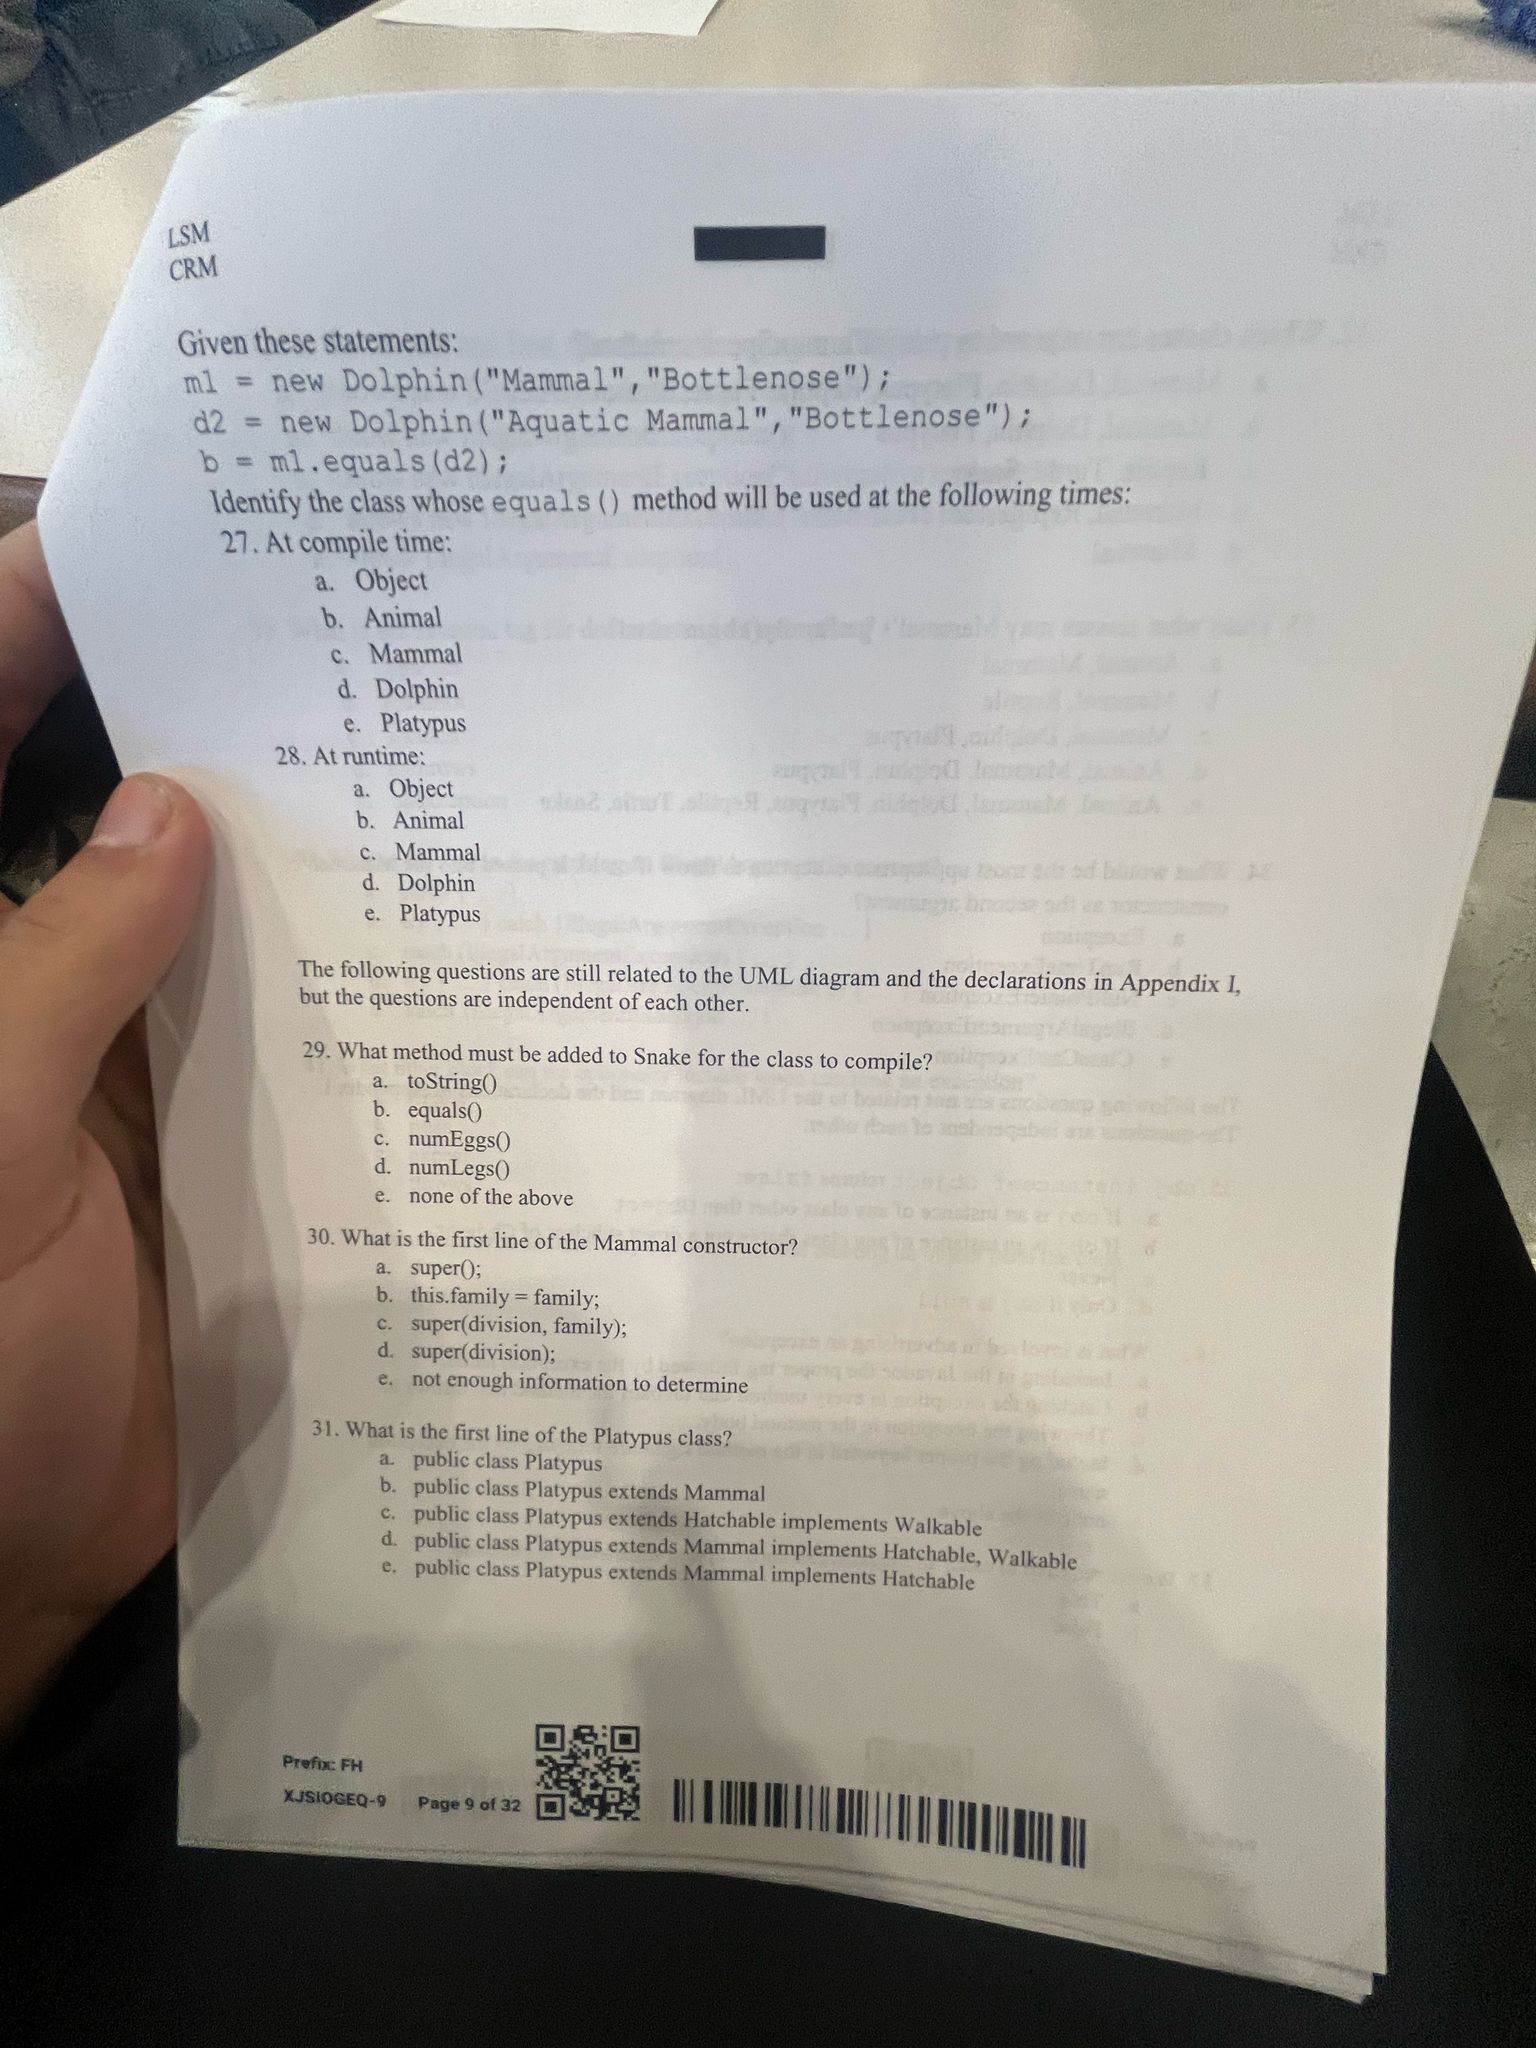 LSM
CRM
Given these statements:
m1 = new Dolphin("Mammal","Bottlenose");
d2 = new Dolphin("Aquatic Mammal","Bottlenose");
b = m1.equals(d2);
Identify the class whose equals() method will be used at the following times:
27. At compile time:
a. Object
b. Animal
c. Mammal
d. Dolphin
e. Platypus
28. At runtime:
a. Object
b. Animal
c. Mammal
d. Dolphin
e. Platypus
The following questions are still related to the UML diagram and the declarations in Appendix I,
but the questions are independent of each other.
29. What method must be added to Snake for the class to compile?
a. toString()
b. equals()
c. numEggs()
d. numLegs()
e. none of the above
30. What is the first line of the Mammal constructor?
a. super();
b. this.family = family;
c. super(division, family);
d. super(division);
e. not enough information to determine
31. What is the first line of the Platypus class?
a. public class Platypus
b. public class Platypus extends Mammal
c. public class Platypus extends Hatchable implements Walkable
d. public class Platypus extends Mammal implements Hatchable, Walkable
e. public class Platypus extends Mammal implements Hatchable
Prefix: FH
XJSIOGEQ-9 Page 9 of 32